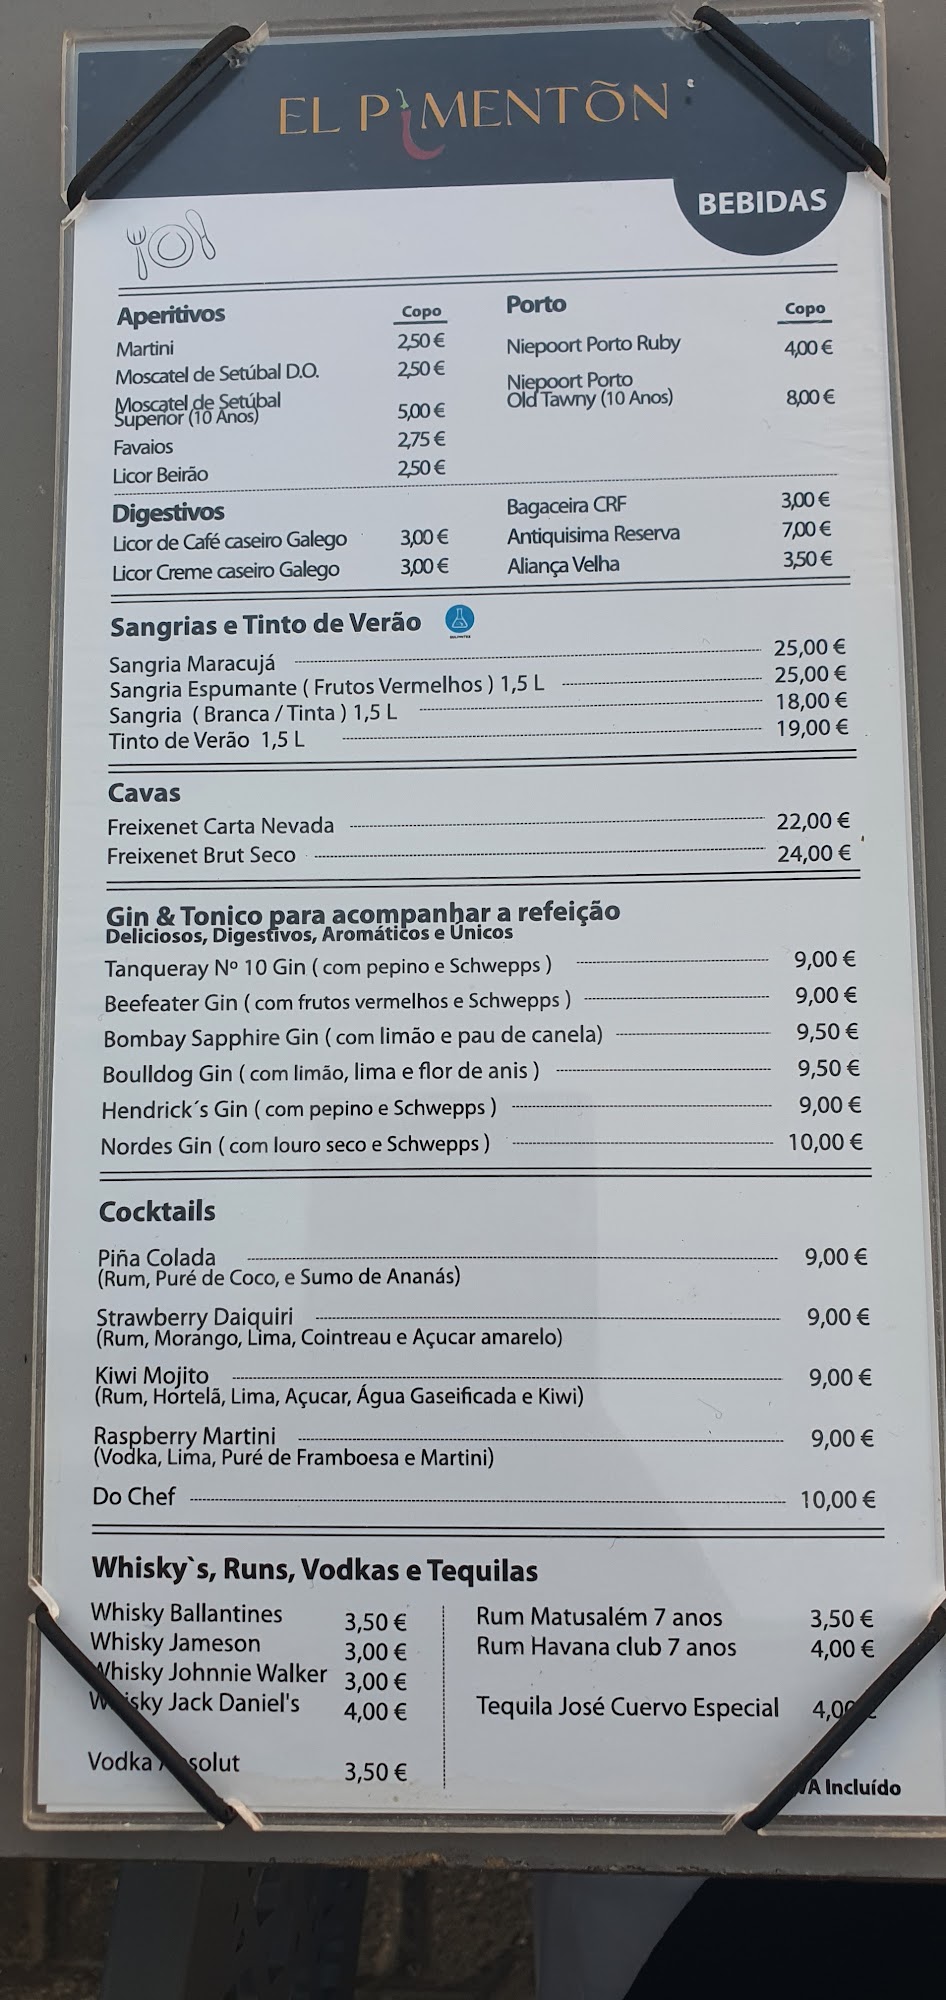 EL PIMENTÕN
BEBIDAS
Aperitivos Copo
Martini 2,50 €
Moscatel de Setúbal D.O. 2,50 €
Moscatel de Setúbal
Superior (10 Anos) 5,00 €
Favaios 2,75 €
Licor Beirão 2,50 €
Porto Copo
Niepoort Porto Ruby 4,00 €
Niepoort Porto
Old Tawny (10 Anos) 8,00 €
Digestivos
Licor de Café caseiro Galego 3,00 €
Licor Creme caseiro Galego 3,00 €
Bagaceira CRF 3,00 €
Antiquisima Reserva 7,00 €
Aliança Velha 3,50 €
Sangrias e Tinto de Verão
Sangria Maracujá 25,00 €
Sangria Espumante ( Frutos Vermelhos ) 1,5 L 25,00 €
Sangria ( Branca / Tinta ) 1,5 L 18,00 €
Tinto de Verão 1,5 L 19,00 €
Cavas
Freixenet Carta Nevada 22,00 €
Freixenet Brut Seco 24,00 €
Gin & Tonico para acompanhar a refeição
Deliciosos, Digestivos, Aromáticos e Únicos
Tanqueray Nº 10 Gin ( com pepino e Schwepps ) 9,00 €
Beefeater Gin ( com frutos vermelhos e Schwepps ) 9,00 €
Bombay Sapphire Gin ( com limão e pau de canela) 9,50 €
Boulldog Gin ( com limão, lima e flor de anis ) 9,50 €
Hendrick´s Gin ( com pepino e Schwepps ) 9,00 €
Nordes Gin ( com louro seco e Schwepps ) 10,00 €
Cocktails
Piña Colada 9,00 €
(Rum, Puré de Coco, e Sumo de Ananás)
Strawberry Daiquiri 9,00 €
(Rum, Morango, Lima, Cointreau e Açucar amarelo)
Kiwi Mojito 9,00 €
(Rum, Hortelã, Lima, Açucar, Água Gaseificada e Kiwi)
Raspberry Martini 9,00 €
(Vodka, Lima, Puré de Framboesa e Martini)
Do Chef 10,00 €
Whisky`s, Runs, Vodkas e Tequilas
Whisky Ballantines 3,50 €
Whisky Jameson 3,00 €
Whisky Johnnie Walker 3,00 €
Whisky Jack Daniel's 4,00 €
Vodka Absolut 3,50 €
Rum Matusalém 7 anos 3,50 €
Rum Havana club 7 anos 4,00 €
Tequila José Cuervo Especial 4,00 €
IVA Incluído